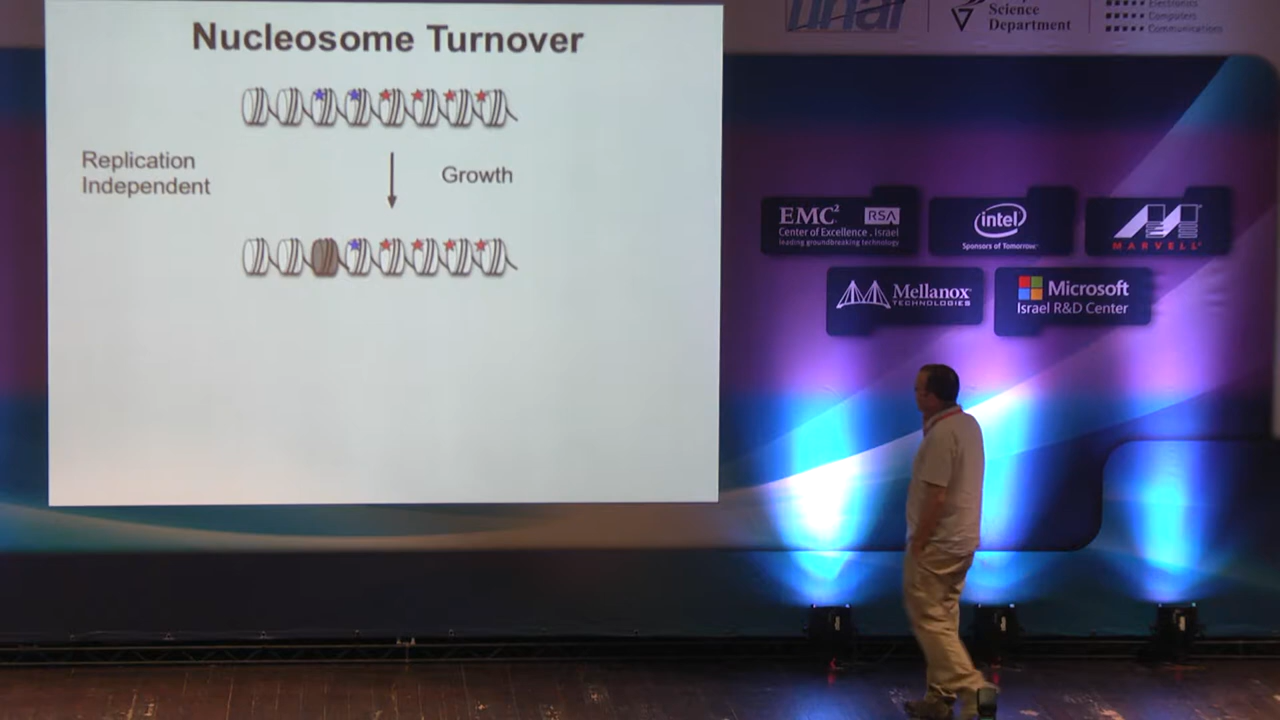 Nucleosome Turnover
Replication
Independent
Growth
Science
Department
Electronics
Computers
Communications
EMC²
RSA
Center of Excellence . Israel
leading groundbreaking technology
intel
Sponsors of Tomorrow.
MARVELL
Mellanox
TECHNOLOGIES
Microsoft
Israel R&D Center